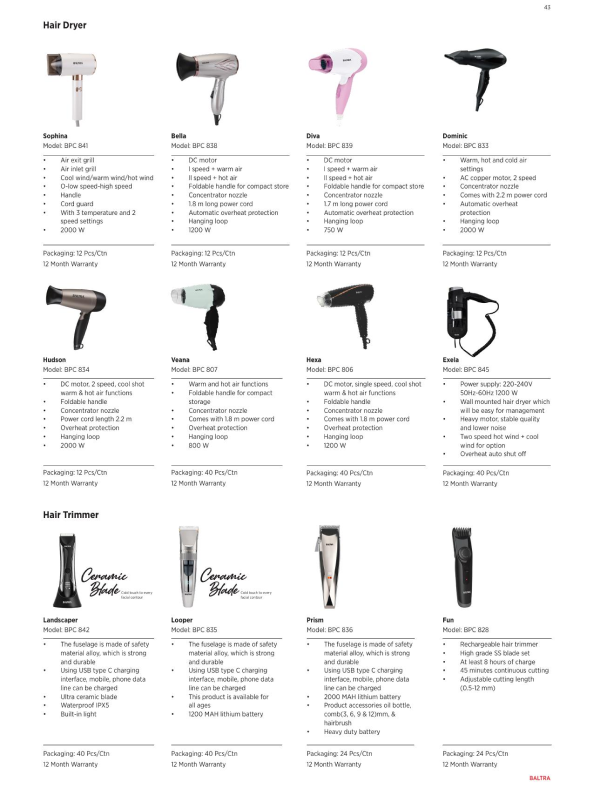 43
Hair Dryer
Sophina
Model: BPC 841
• Air exit grill
• Air inlet grill
• Cool wind/warm wind/hot wind
• O-low speed-high speed
• Handle
• Cord guard
• With 3 temperature and 2
speed settings
• 2000 W
Packaging: 12 Pcs/Ctn
12 Month Warranty
Bella
Model: BPC 838
• DC motor
• I speed + warm air
• II speed + hot air
• Foldable handle for compact store
• Concentrator nozzle
• 1.8 m long power cord
• Automatic overheat protection
• Hanging loop
• 1200 W
Packaging: 12 Pcs/Ctn
12 Month Warranty
Diva
Model: BPC 839
• DC motor
• I speed + warm air
• II speed + hot air
• Foldable handle for compact store
• Concentrator nozzle
• 1.7 m long power cord
• Automatic overheat protection
• Hanging loop
• 750 W
Packaging: 12 Pcs/Ctn
12 Month Warranty
Dominic
Model: BPC 833
• Warm, hot and cold air
settings
• AC copper motor, 2 speed
• Concentrator nozzle
• Comes with 2.2 m power cord
• Automatic overheat
protection
• Hanging loop
• 2000 W
Packaging: 12 Pcs/Ctn
12 Month Warranty
Hudson
Model: BPC 834
• DC motor, 2 speed, cool shot
warm & hot air functions
• Foldable handle
• Concentrator nozzle
• Power cord length 2.2 m
• Overheat protection
• Hanging loop
• 2000 W
Packaging: 12 Pcs/Ctn
12 Month Warranty
Veana
Model: BPC 807
• Warm and hot air functions
• Foldable handle for compact
storage
• Concentrator nozzle
• Comes with 1.8 m power cord
• Overheat protection
• Hanging loop
• 800 W
Packaging: 40 Pcs/Ctn
12 Month Warranty
Hexa
Model: BPC 806
• DC motor, single speed, cool shot
warm & hot air functions
• Foldable handle
• Concentrator nozzle
• Comes with 1.8 m power cord
• Overheat protection
• Hanging loop
• 1200 W
Packaging: 40 Pcs/Ctn
12 Month Warranty
Exela
Model: BPC 845
• Power supply: 220-240V
50Hz-60Hz 1200 W
• Wall mounted hair dryer which
will be easy for management
• Heavy motor, stable quality
and lower noise
• Two speed hot wind + cool
wind for option
• Overheat auto shut off
Packaging: 40 Pcs/Ctn
12 Month Warranty
Hair Trimmer
Ceramic
Blade
Cold touch to every
facial contour
Landscaper
Model: BPC 842
• The fuselage is made of safety
material alloy, which is strong
and durable
• Using USB type C charging
interface, mobile, phone data
line can be charged
• Ultra ceramic blade
• Waterproof IPX5
• Built-in light
Packaging: 40 Pcs/Ctn
12 Month Warranty
Ceramic
Blade
Cold touch to every
facial contour
Looper
Model: BPC 835
• The fuselage is made of safety
material alloy, which is strong
and durable
• Using USB type C charging
interface, mobile, phone data
line can be charged
• This product is available for
all ages
• 1200 MAH lithium battery
Packaging: 40 Pcs/Ctn
12 Month Warranty
Prism
Model: BPC 836
• The fuselage is made of safety
material alloy, which is strong
and durable
• Using USB type C charging
interface, mobile, phone data
line can be charged
• 2000 MAH lithium battery
• Product accessories oil bottle,
comb(3, 6, 9 & 12)mm, &
hairbrush
• Heavy duty battery
Packaging: 24 Pcs/Ctn
12 Month Warranty
Fun
Model: BPC 828
• Rechargeable hair trimmer
• High grade SS blade set
• At least 8 hours of charge
• 45 minutes continuous cutting
• Adjustable cutting length
(0.5-12 mm)
Packaging: 24 Pcs/Ctn
12 Month Warranty
BALTRA